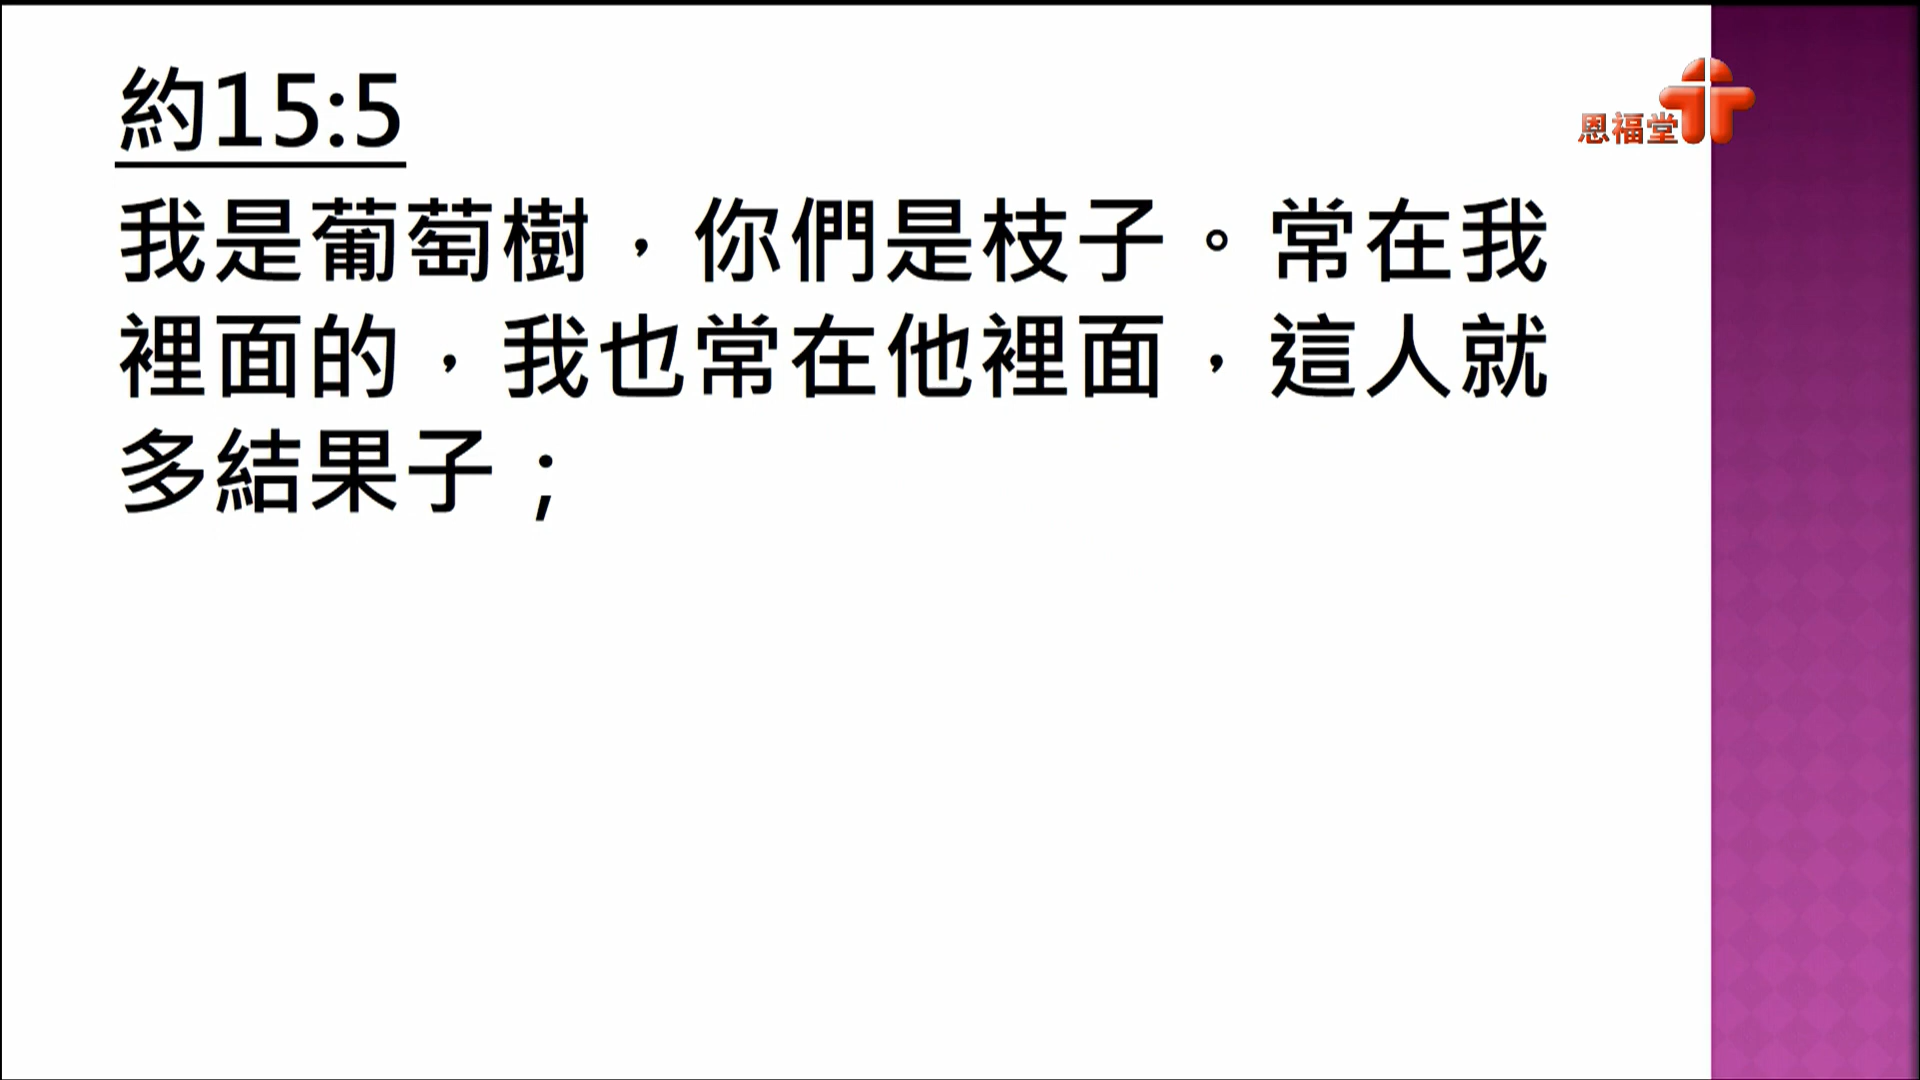 約15:5
恩福堂
我是葡萄樹，你們是枝子。常在我
裡面的，我也常在他裡面，這人就
多結果子；